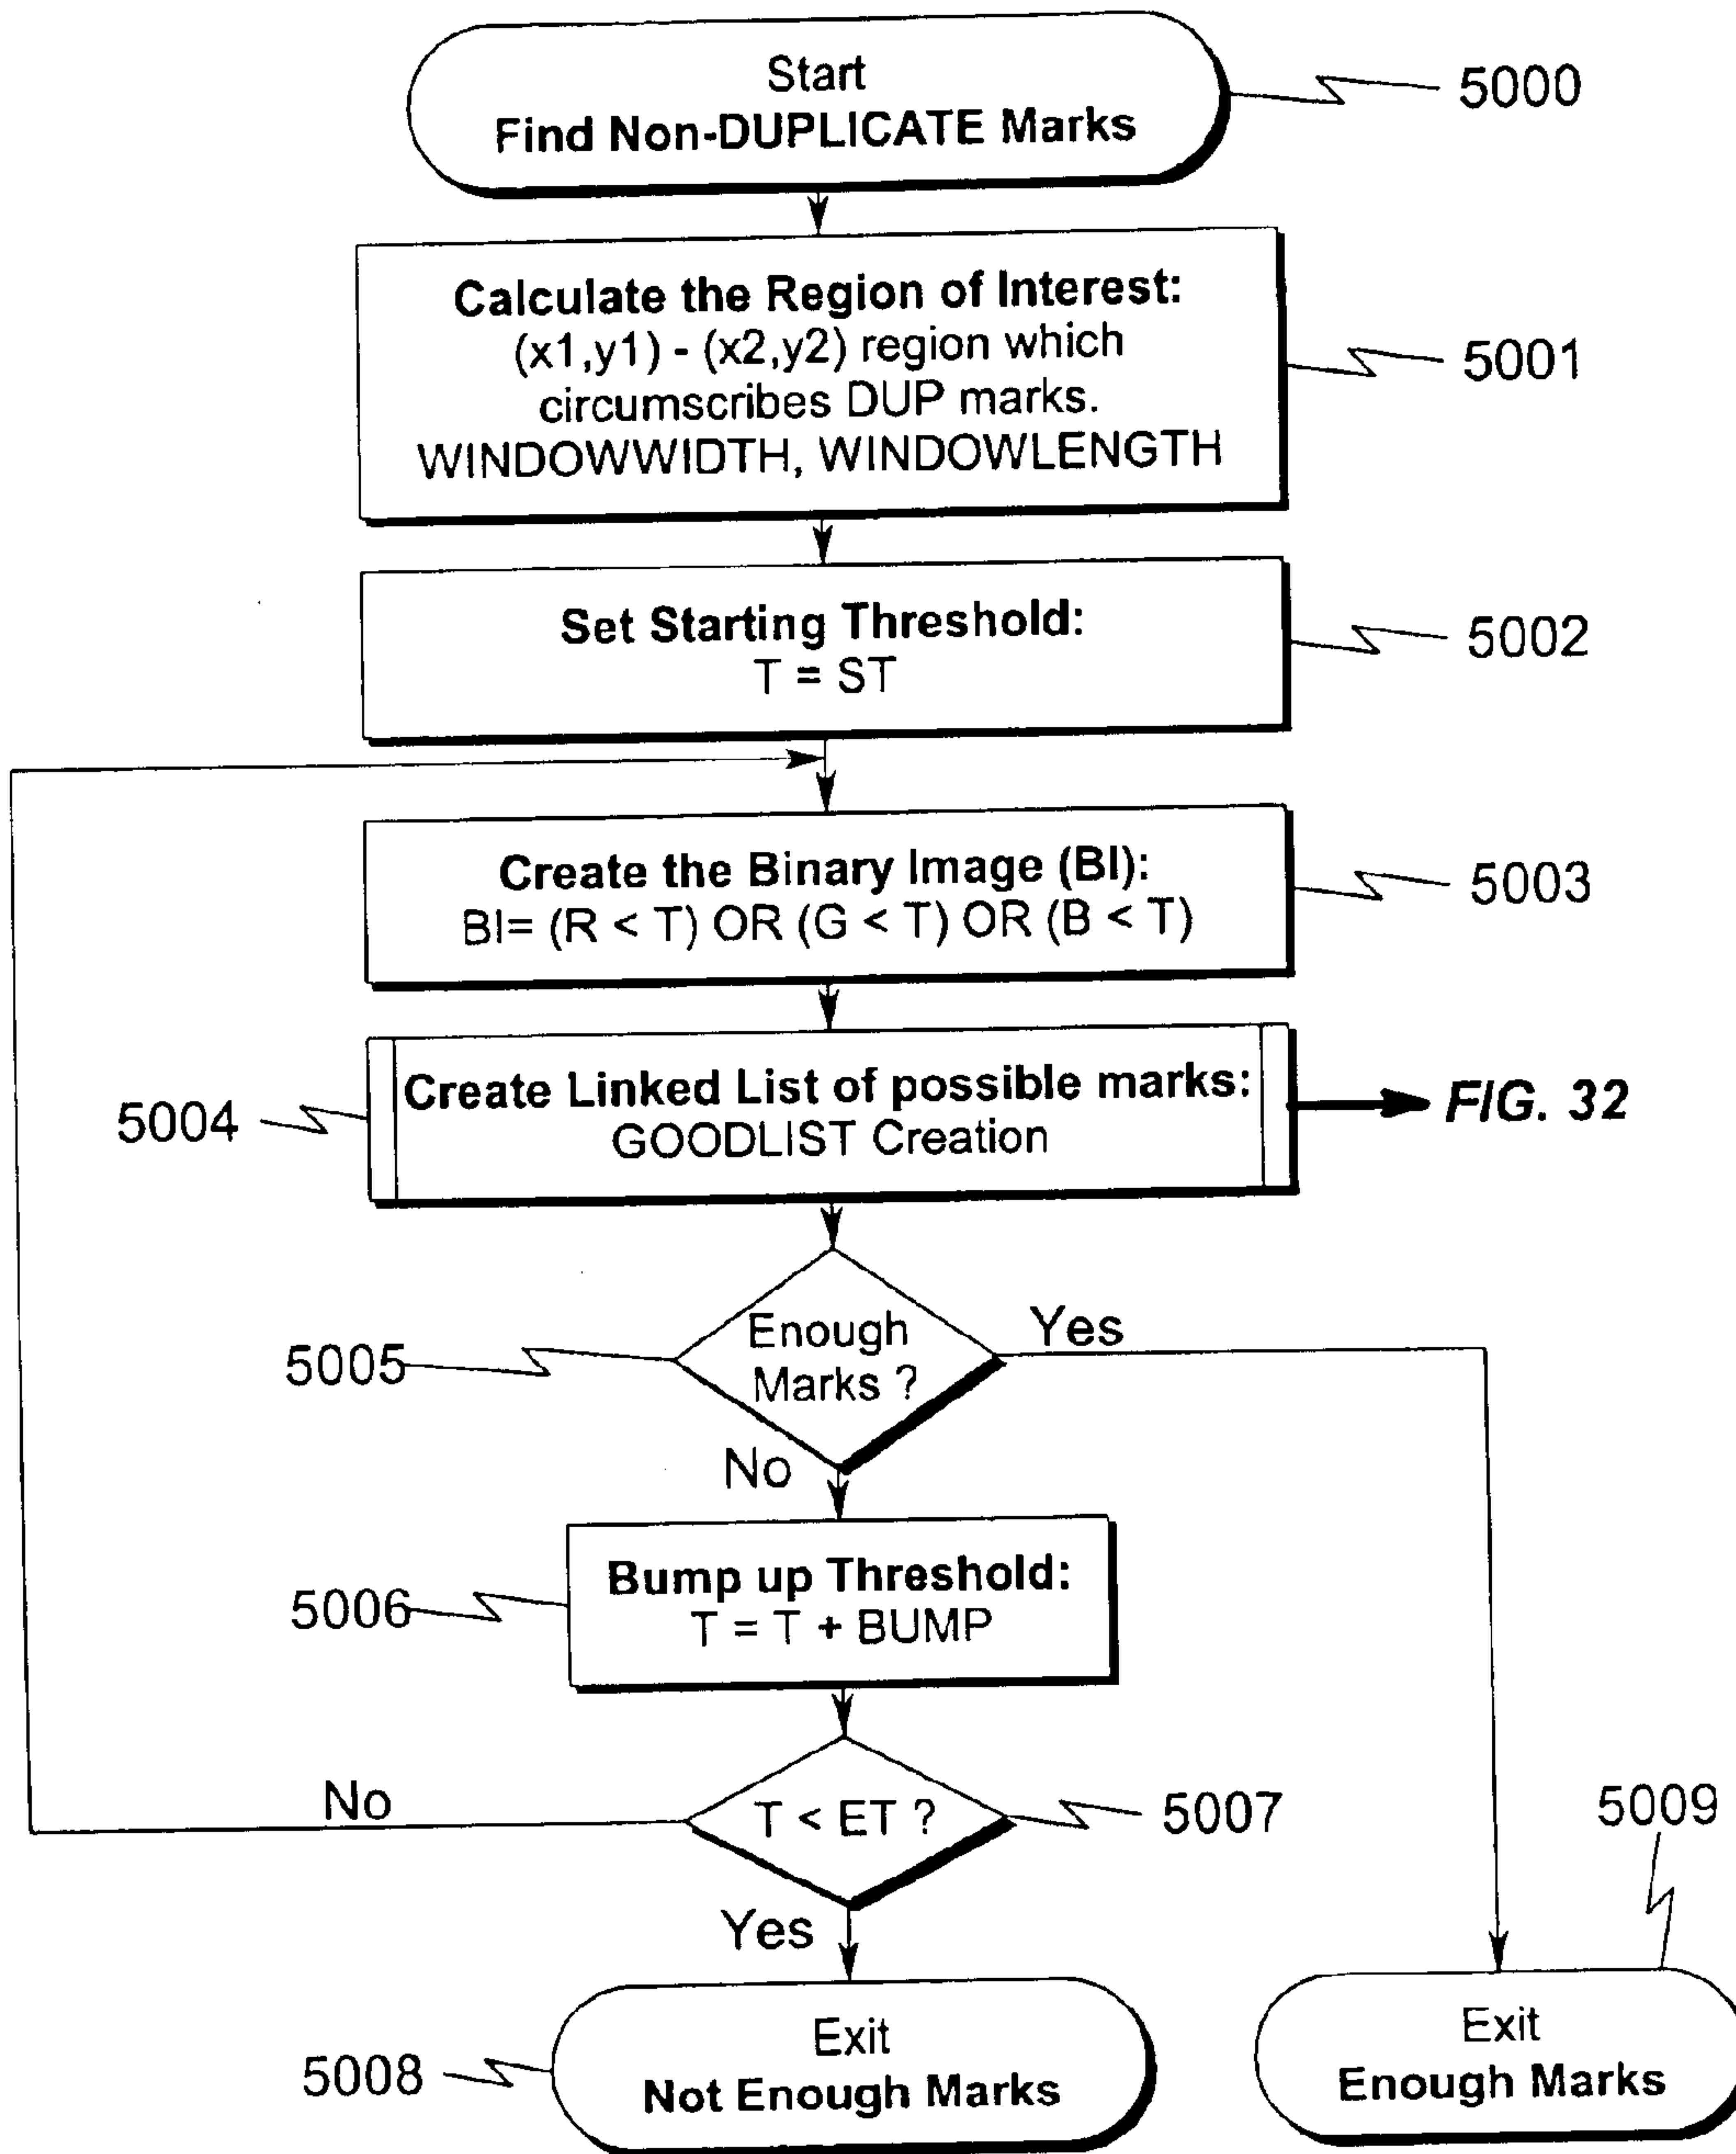 Start
Find Non-DUPLICATE Marks
5000
Calculate the Region of Interest:
(x1,y1) - (x2,y2) region which
circumscribes DUP marks.
WINDOWWIDTH, WINDOWLENGTH
5001
Set Starting Threshold:
T = ST
5002
Create the Binary Image (BI):
BI= (R < T) OR (G < T) OR (B < T)
5003
Create Linked List of possible marks:
GOODLIST Creation
5004
FIG. 32
Enough
Marks ?
Yes
5005
No
Bump up Threshold:
T = T + BUMP
5006
No
T < ET ?
5007
5009
Yes
Exit
Not Enough Marks
5008
Exit
Enough Marks